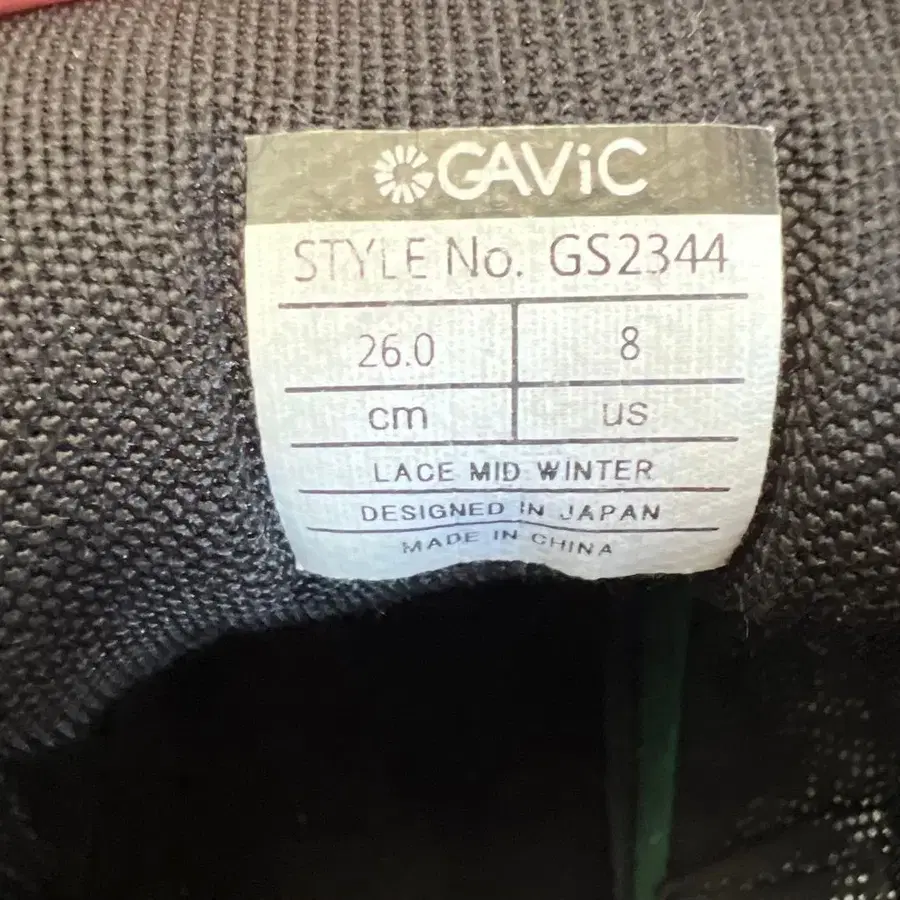 GAViC
STYLE No. GS2344
26.0 8
cm us
LACE MID WINTER
DESIGNED IN JAPAN
MADE IN CHINA